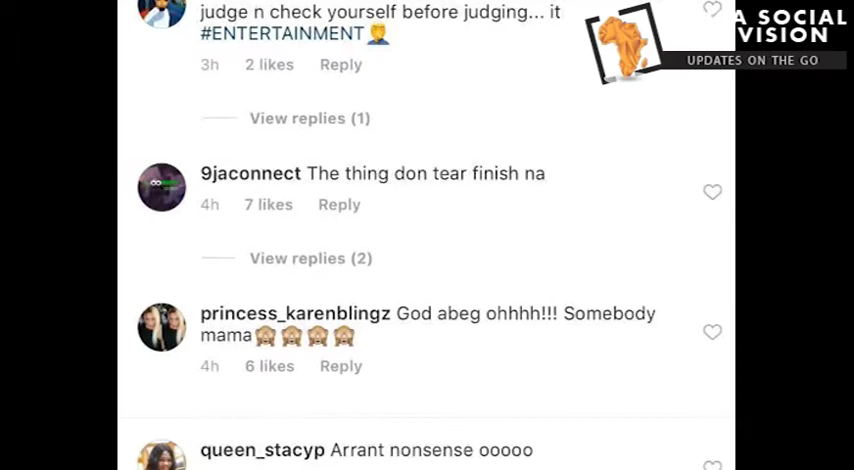 judge n check yourself before judging... it
#ENTERTAINMENT🤦
3h 2 likes Reply
View replies (1)
9jaconnect The thing don tear finish na
4h 7 likes Reply
View replies (2)
princess_karenblingz God abeg ohhhh!!! Somebody
mama🙈🙈🙈🙈
4h 6 likes Reply
queen_stacyp Arrant nonsense ooooo
A SOCIAL
VISION
UPDATES ON THE GO